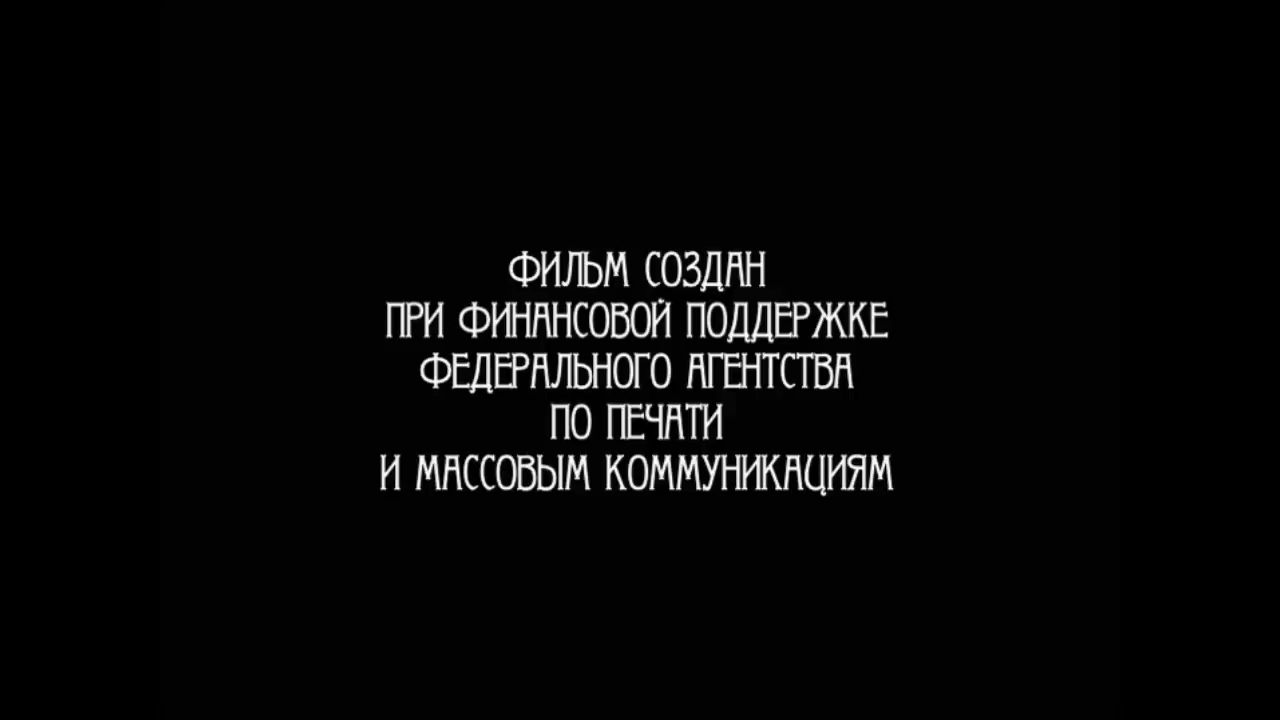 ФИЛЬМ СОЗДАН
ПРИ ФИНАНСОВОЙ ПОДДЕРЖКЕ
ФЕДЕРАЛЬНОГО АГЕНТСТВА
ПО ПЕЧАТИ
И МАССОВЫМ КОММУНИКАЦИЯМ